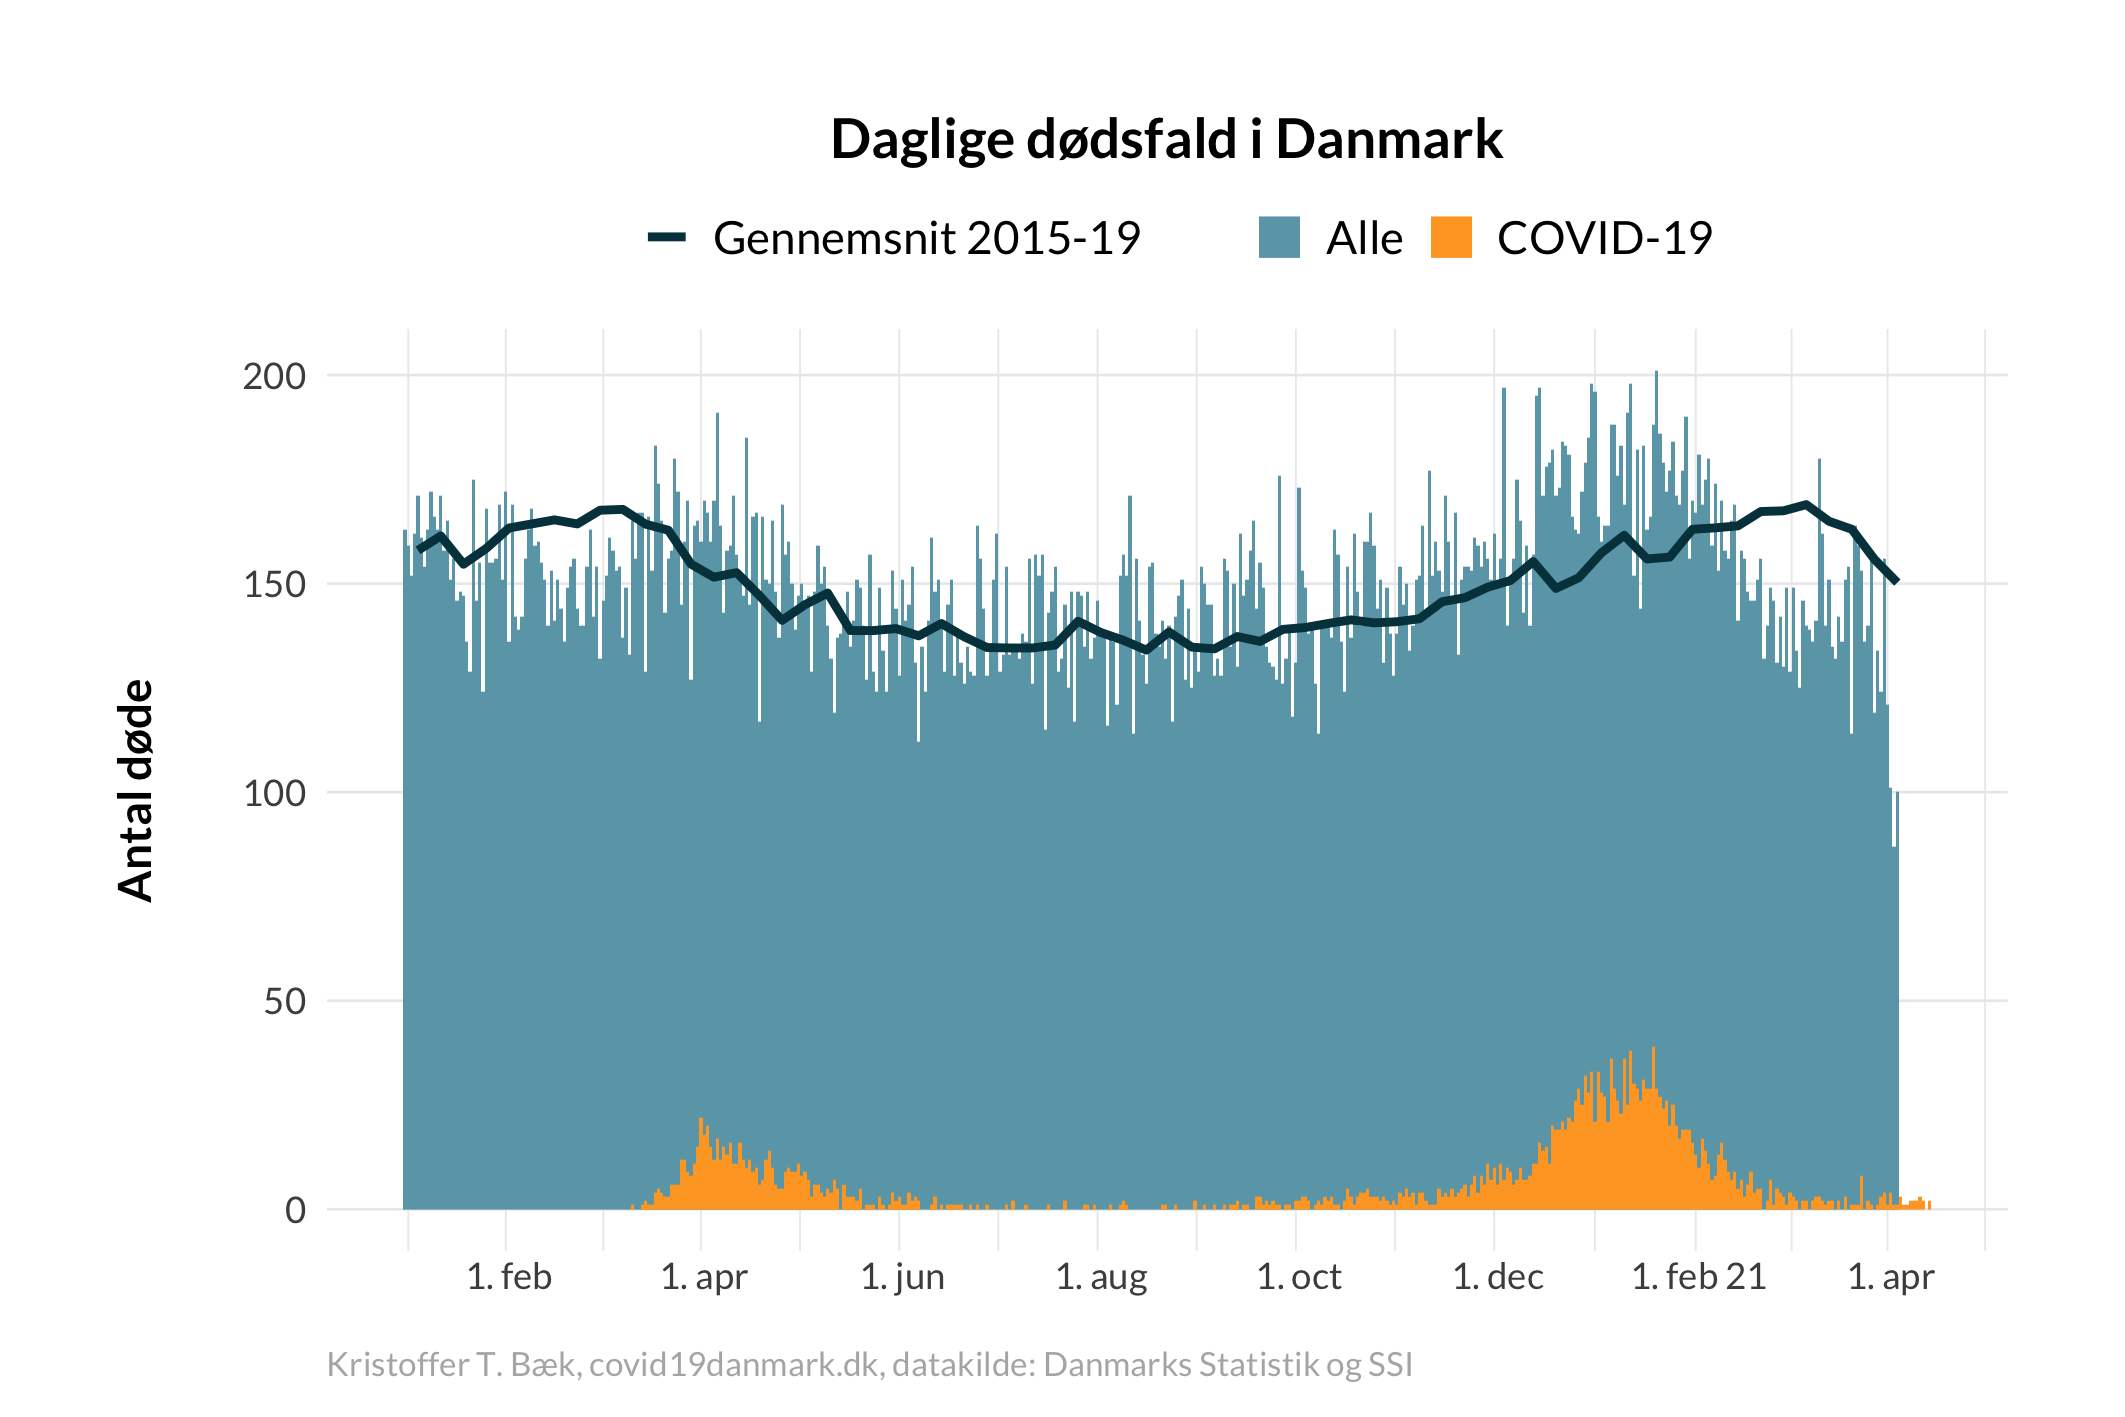 Daglige dødsfald i Danmark
Gennemsnit 2015-19 Alle COVID-19
Antal døde
200
150
100
50
0
1. feb 1. apr 1. jun 1. aug 1. oct 1. dec 1. feb 21 1. apr
Kristoffer T. Bæk, covid19danmark.dk, datakilde: Danmarks Statistik og SSI